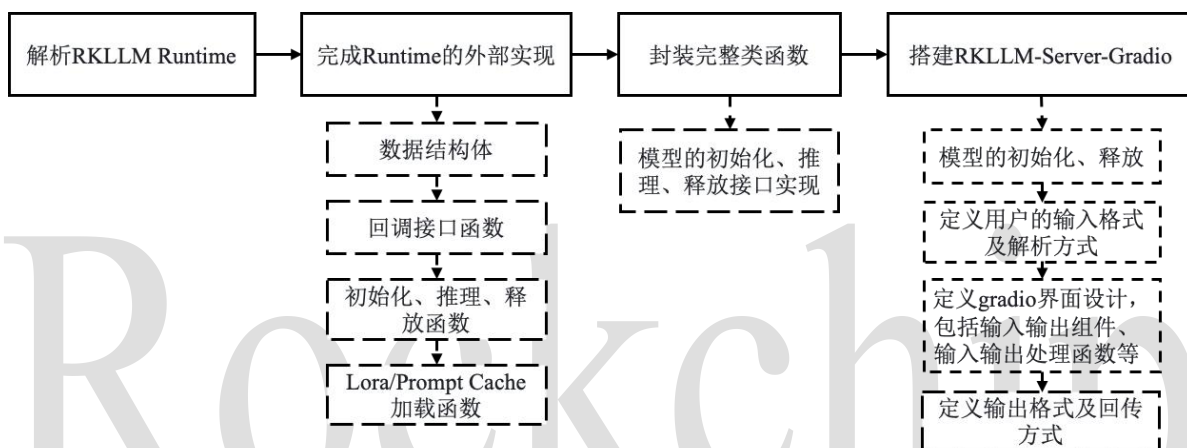 解析RKLLM Runtime
完成Runtime的外部实现
封装完整类函数
搭建RKLLM-Server-Gradio
数据结构体
回调接口函数
初始化、推理、释
放函数
Lora/Prompt Cache
加载函数
模型的初始化、推
理、释放接口实现
模型的初始化、释放
定义用户的输入格式
及解析方式
定义gradio界面设计，
包括输入输出组件、
输入输出处理函数等
定义输出格式及回传
方式
Rockchip